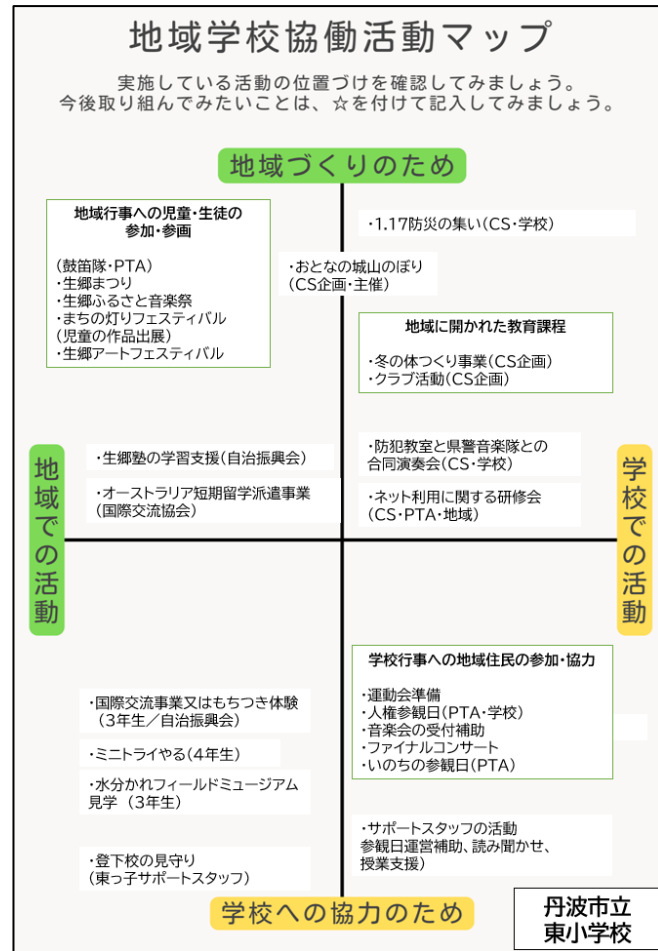 地域学校協働活動マップ
実施している活動の位置づけを確認してみましょう。
今後取り組んでみたいことは、☆を付けて記入してみましょう。
地域づくりのため
地域行事への児童・生徒の
参加・参画
(鼓笛隊・PTA)
・生郷まつり
・生郷ふるさと音楽祭
・まちの灯りフェスティバル
(児童の作品出展)
・生郷アートフェスティバル
・1.17防災の集い(CS・学校)
・おとなの城山のぼり
(CS企画・主催)
地域に開かれた教育課程
・冬の体つくり事業(CS企画)
・クラブ活動(CS企画)
・生郷塾の学習支援(自治振興会)
・オーストラリア短期留学派遣事業
(国際交流協会)
・防犯教室と県警音楽隊との
合同演奏会(CS・学校)
・ネット利用に関する研修会
(CS・PTA・地域)
地域での活動
学校での活動
・国際交流事業又はもちつき体験
(3年生／自治振興会)
・ミニトライやる(4年生)
・水分かれフィールドミュージアム
見学 (3年生)
・登下校の見守り
(東っ子サポートスタッフ)
学校行事への地域住民の参加・協力
・運動会準備
・人権参観日(PTA・学校)
・音楽会の受付補助
・ファイナルコンサート
・いのちの参観日(PTA)
・サポートスタッフの活動
参観日運営補助、読み聞かせ、
授業支援)
学校への協力のため
丹波市立
東小学校